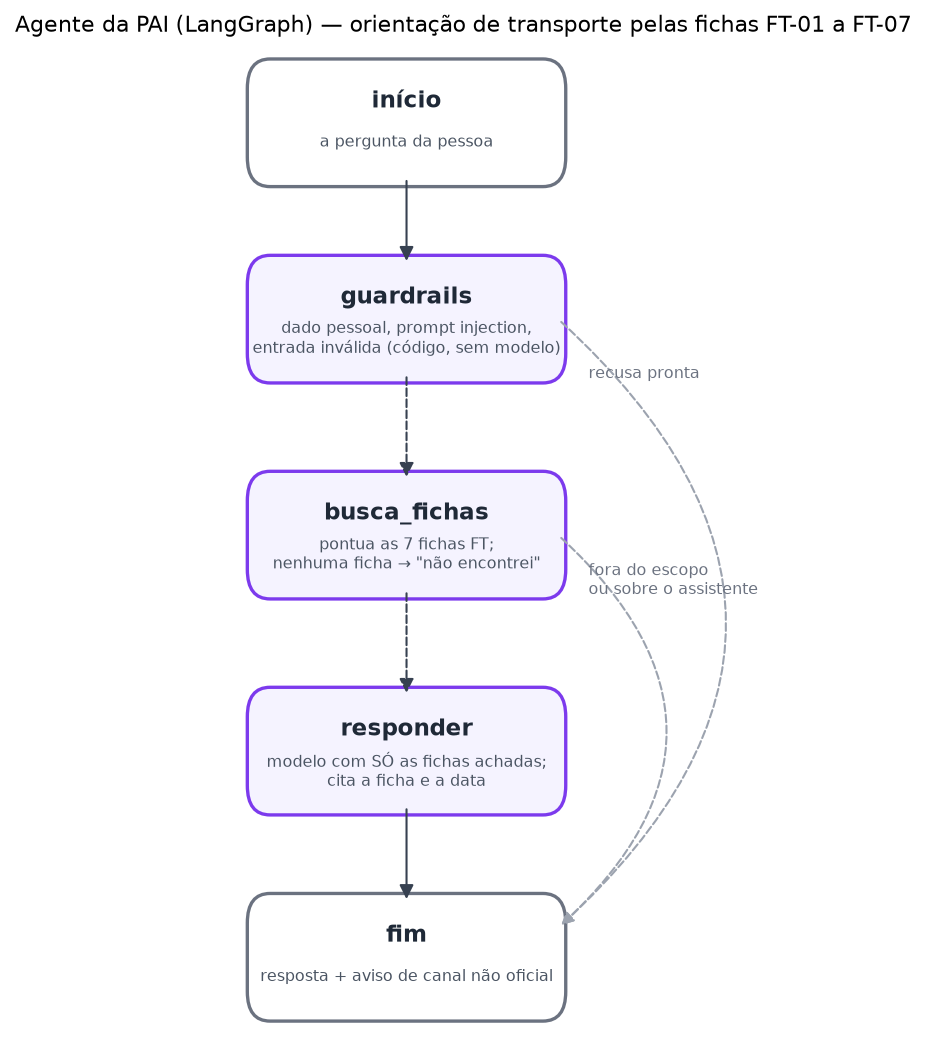 Agente da PAI (LangGraph) — orientação de transporte pelas fichas FT-01 a FT-07
início
a pergunta da pessoa
guardrails
dado pessoal, prompt injection,
entrada inválida (código, sem modelo)
recusa pronta
busca_fichas
pontua as 7 fichas FT;
nenhuma ficha → "não encontrei"
fora do escopo
ou sobre o assistente
responder
modelo com SÓ as fichas achadas;
cita a ficha e a data
fim
resposta + aviso de canal não oficial